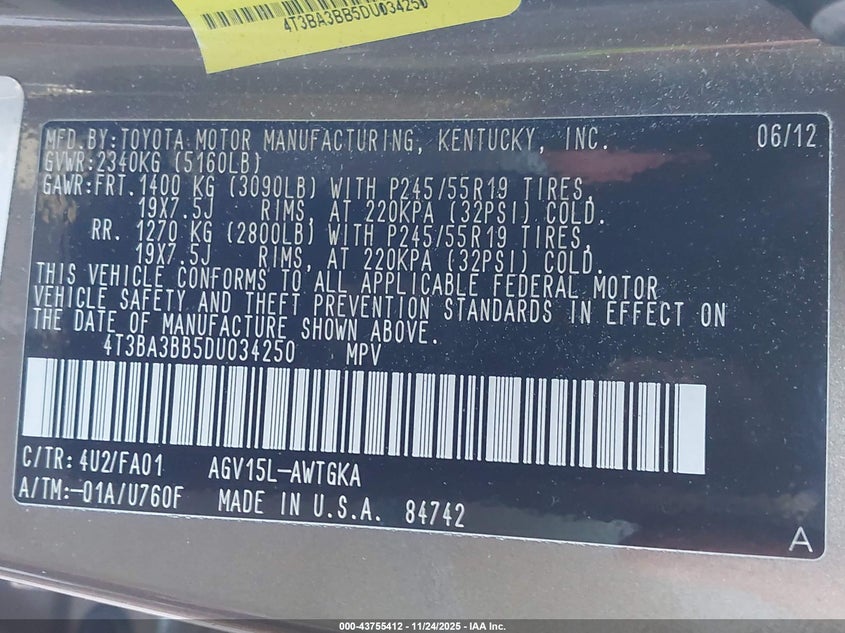 4T3BA3BB5DU034250
MFD.BY:TOYOTA MOTOR MANUFACTURING, KENTUCKY, INC. 06/12
GVWR:2340KG (5160LB)
GAWR:FRT.1400 KG (3090LB) WITH P245/55R19 TIRES,
19X7.5J RIMS, AT 220KPA (32PSI) COLD.
RR. 1270 KG (2800LB) WITH P245/55R19 TIRES,
19X7.5J RIMS, AT 220KPA (32PSI) COLD.
THIS VEHICLE CONFORMS TO ALL APPLICABLE FEDERAL MOTOR
VEHICLE SAFETY AND THEFT PREVENTION STANDARDS IN EFFECT ON
THE DATE OF MANUFACTURE SHOWN ABOVE.
4T3BA3BB5DU034250 MPV
C/TR: 4U2/FA01 AGV15L-AWTGKA
A/TM:-01A/U760F MADE IN U.S.A. 84742
A
000-43755412 - 11/24/2025 - IAA Inc.